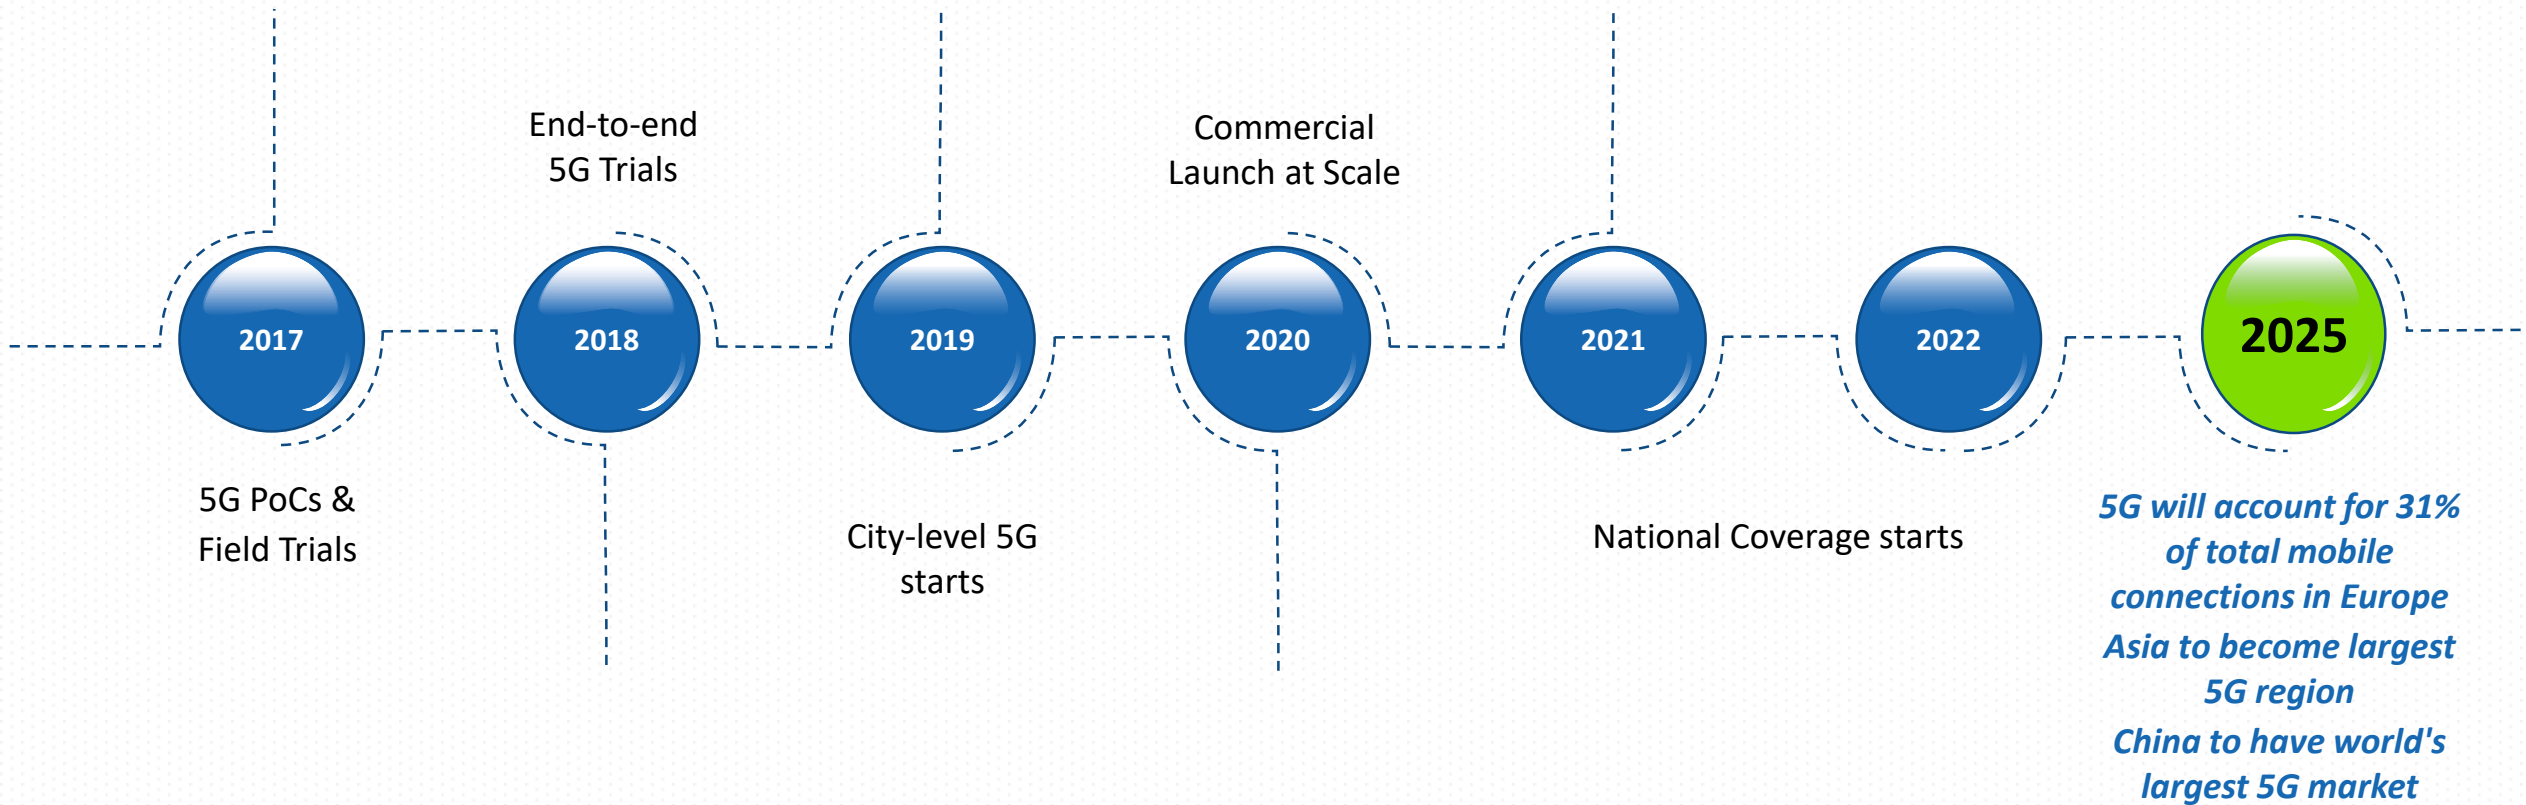 End-to-end
5G Trials
Commercial
Launch at Scale
2017
2018
2019
2020
2021
2022
2025
5G PoCs &
Field Trials
City-level 5G
starts
National Coverage starts
5G will account for 31%
of total mobile
connections in Europe
Asia to become largest
5G region
China to have world's
largest 5G market